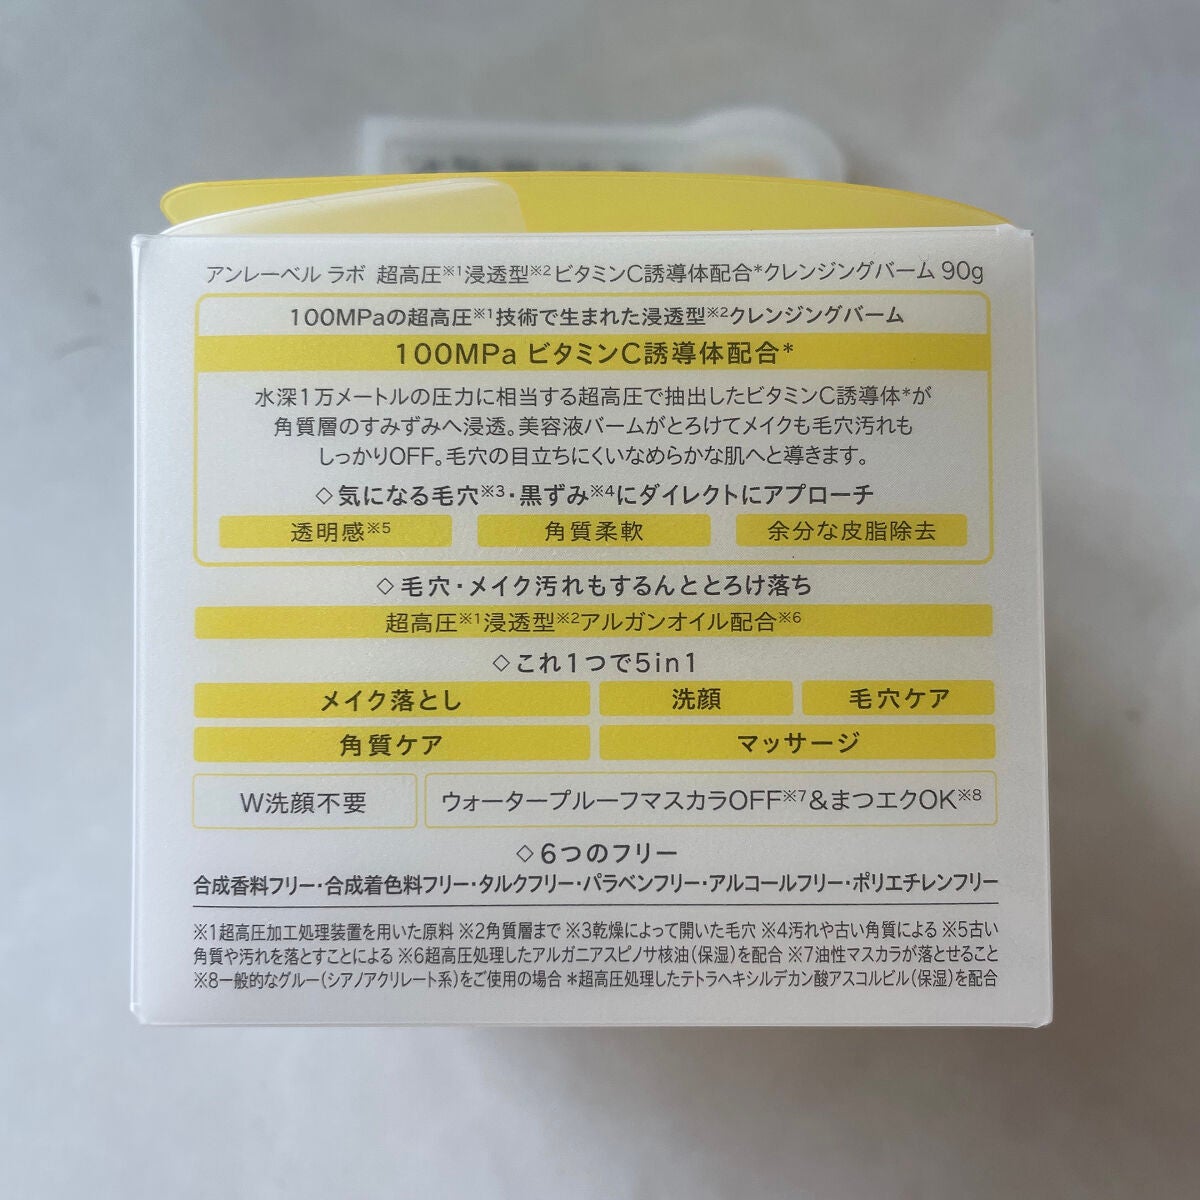 アンレーベル ラボ 超高圧※1浸透型※2ビタミンC誘導体配合*クレンジングバーム 90g
100MPaの超高圧※1技術で生まれた浸透型※2クレンジングバーム
100MPa ビタミンC誘導体配合*
水深1万メートルの圧力に相当する超高圧で抽出したビタミンC誘導体*が
角質層のすみずみへ浸透。美容液バームがとろけてメイクも毛穴汚れも
しっかりOFF。毛穴の目立ちにくいなめらかな肌へと導きます。
◇気になる毛穴※3・黒ずみ※4にダイレクトにアプローチ
透明感※5 角質柔軟 余分な皮脂除去
◇毛穴・メイク汚れもするんととろけ落ち
超高圧※1浸透型※2アルガンオイル配合※6
◇これ1つで5in1
メイク落とし 洗顔 毛穴ケア
角質ケア マッサージ
W洗顔不要 ウォータープルーフマスカラOFF※7&まつエクOK※8
◇6つのフリー
合成香料フリー・合成着色料フリー・タルクフリー・パラベンフリー・アルコールフリー・ポリエチレンフリー
※1超高圧加工処理装置を用いた原料 ※2角質層まで ※3乾燥によって開いた毛穴 ※4汚れや古い角質による ※5古い
角質や汚れを落とすことによる ※6超高圧処理したアルガニアスピノサ核油(保湿)を配合 ※7油性マスカラが落とせること
※8一般的なグルー(シアノアクリレート系)をご使用の場合 *超高圧処理したテトラヘキシルデカン酸アスコルビル(保湿)を配合